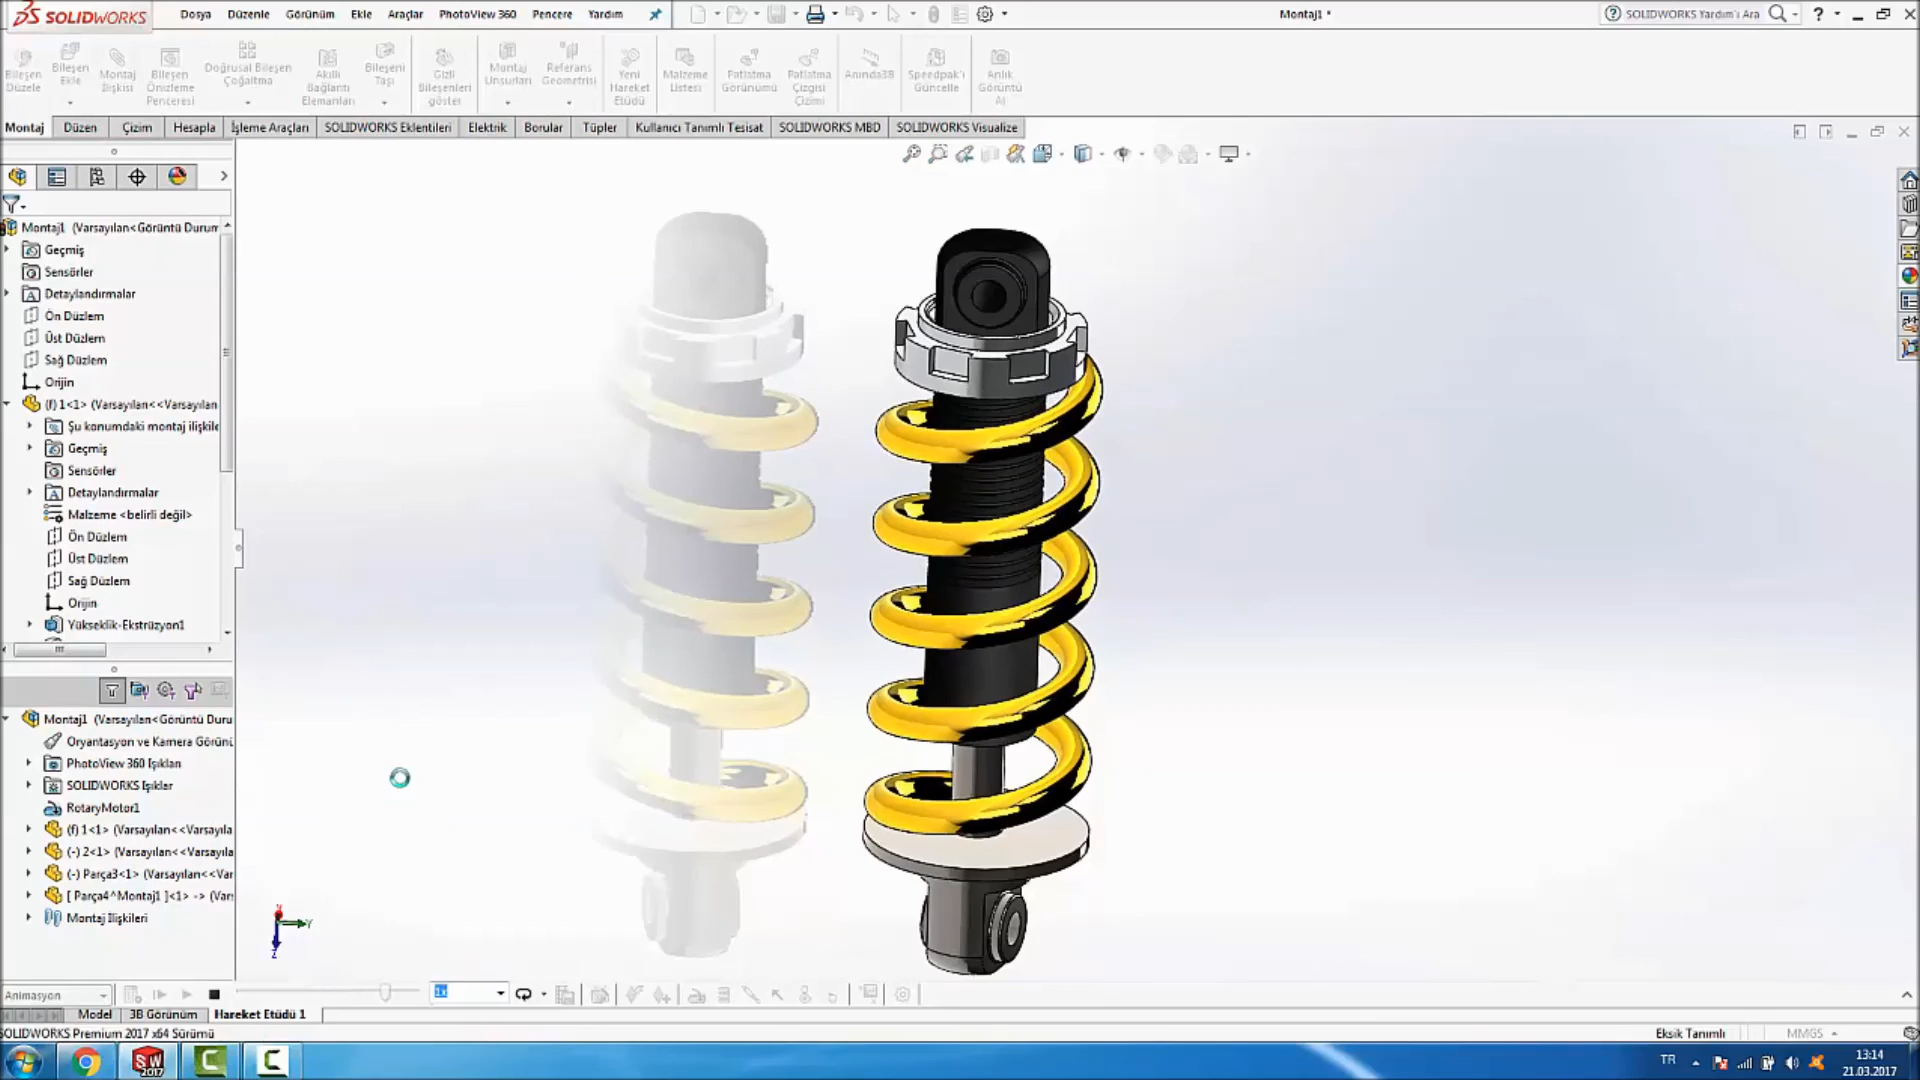 SOLIDWORKS
Dosya Düzenle Görünüm Ekle Araçlar PhotoView 360 Pencere Yardım
Montaj1 *
SOLIDWORKS Yardım'ı Ara
Bileşen Düzele
Bileşen Ekle
Montaj İlişkisi
Bileşen Önizleme Penceresi
Doğrusal Bileşen Çoğaltma
Akıllı Bağlantı Elemanları
Bileşeni Taşı
Gizli Bileşenleri göster
Montaj Unsurları
Referans Geometrisi
Yeni Hareket Etüdü
Malzeme Listesi
Patlatma Görünümü
Patlatma Çizgisi Çizimi
Anında3B
Speedpak'i Güncelle
Anlık Görüntü Al
Montaj Düzen Çizim Hesapla İşleme Araçları SOLIDWORKS Eklentileri Elektrik Borular Tüpler Kullanıcı Tanımlı Tesisat SOLIDWORKS MBD SOLIDWORKS Visualize
Montaj1 (Varsayılan<Görüntü Durum
Geçmiş
Sensörler
Detaylandırmalar
Ön Düzlem
Üst Düzlem
Sağ Düzlem
Orijin
(f) 1<1> (Varsayılan<<Varsayılan
Şu konumdaki montaj ilişkile
Geçmiş
Sensörler
Detaylandırmalar
Malzeme <belirli değil>
Ön Düzlem
Üst Düzlem
Sağ Düzlem
Orijin
Yükseklik-Ekstrüzyon1
Montaj1 (Varsayılan<Görüntü Duru
Oryantasyon ve Kamera Görünü
PhotoView 360 Işıkları
SOLIDWORKS Işıklar
RotaryMotor1
(f) 1<1> (Varsayılan<<Varsayıla
(-) 2<1> (Varsayılan<<Varsayıla
(-) Parça3<1> (Varsayılan<<Var
[ Parça4^Montaj1 ]<1> -> (Var
Montaj İlişkileri
Y
Z
Animasyon
1x
Model 3B Görünüm Hareket Etüdü 1
SOLIDWORKS Premium 2017 x64 Sürümü
Eksik Tanımlı
MMGS
SW 2017
TR
13:14
21.03.2017